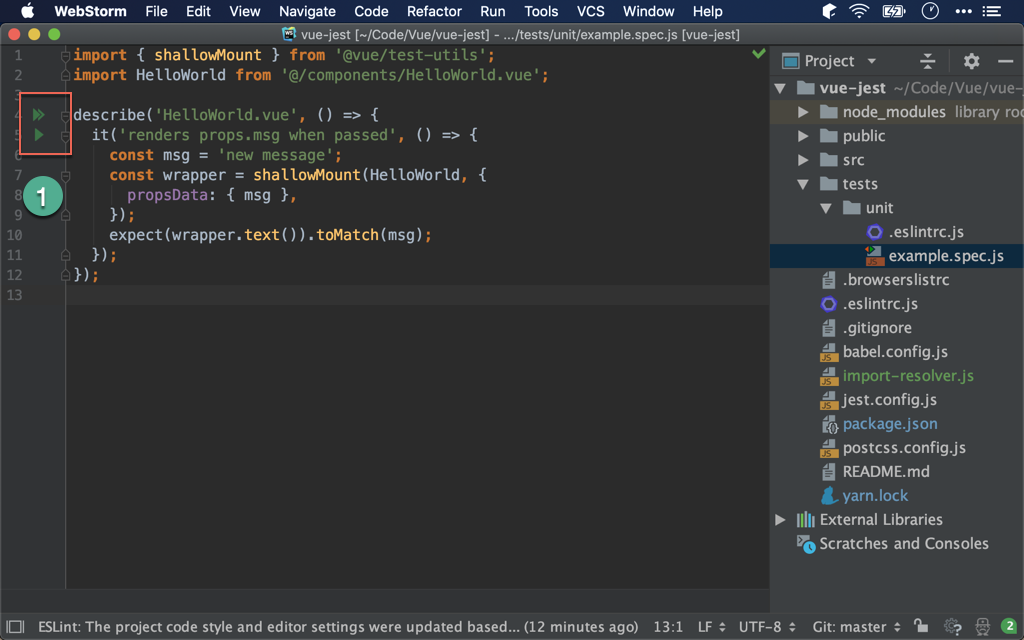 WebStorm File Edit View Navigate Code Refactor Run Tools VCS Window Help
vue-jest [~/Code/Vue/vue-jest] - .../tests/unit/example.spec.js [vue-jest]
1 import { shallowMount } from '@vue/test-utils';
2 import HelloWorld from '@/components/HelloWorld.vue';
3
4 describe('HelloWorld.vue', () => {
5 it('renders props.msg when passed', () => {
6 const msg = 'new message';
7 const wrapper = shallowMount(HelloWorld, {
8 propsData: { msg },
9 });
10 expect(wrapper.text()).toMatch(msg);
11 });
12 });
13
1
Project
vue-jest ~/Code/Vue/vue-
node_modules library roo
public
src
tests
unit
.eslintrc.js
example.spec.js
.browserslistrc
.eslintrc.js
.gitignore
babel.config.js
import-resolver.js
jest.config.js
package.json
postcss.config.js
README.md
yarn.lock
External Libraries
Scratches and Consoles
ESLint: The project code style and editor settings were updated based... (12 minutes ago) 13:1 LF UTF-8 Git: master 2